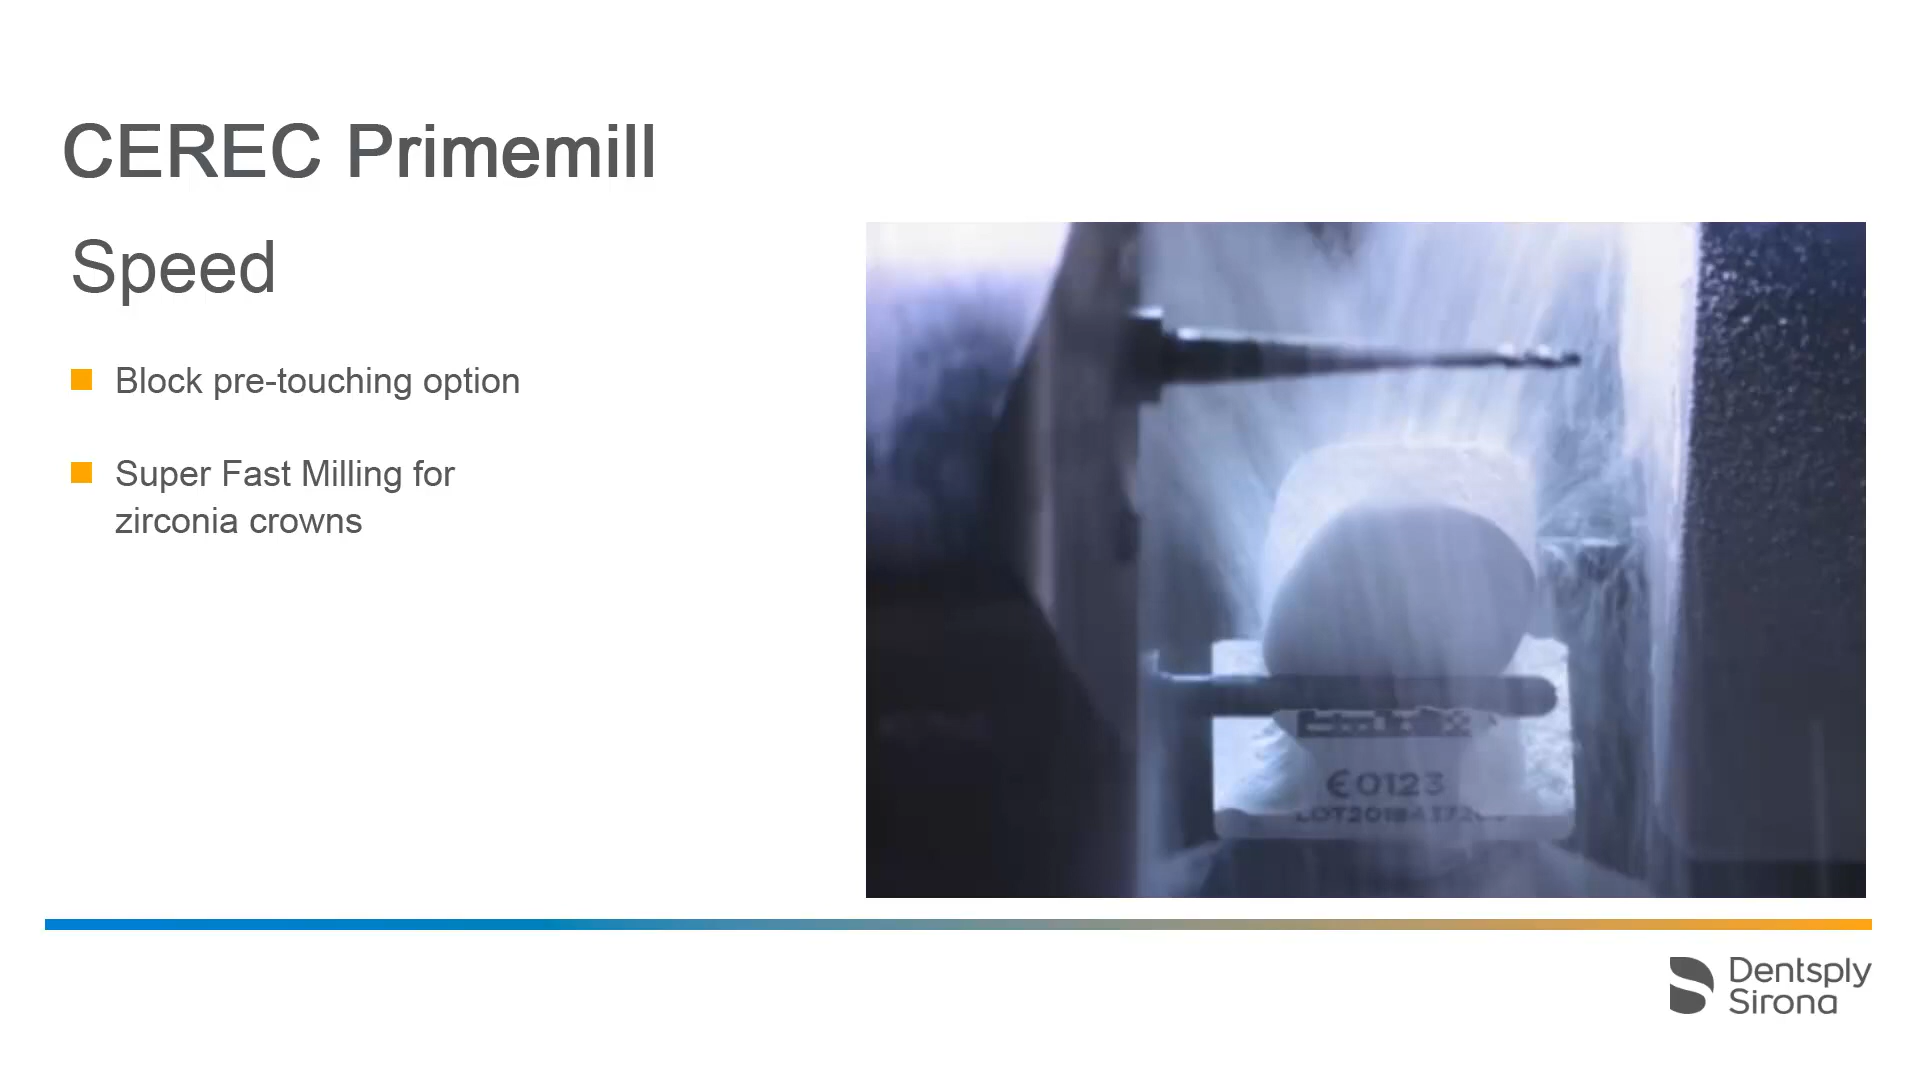 CEREC Primemill
Speed
Block pre-touching option
Super Fast Milling for
zirconia crowns
€0123
Dentsply
Sirona